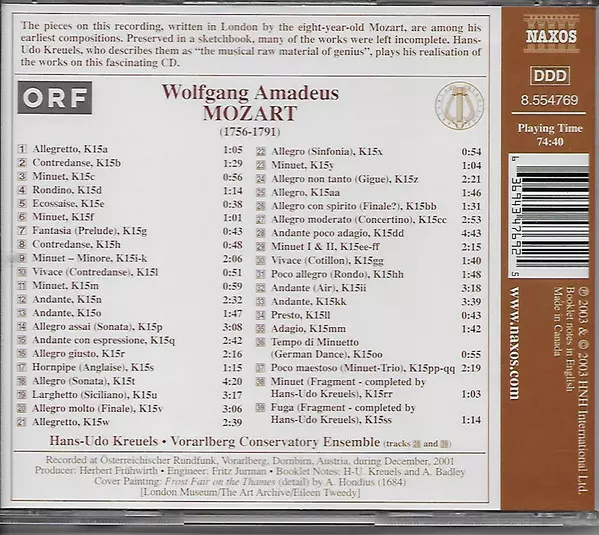 The pieces on this recording, written in London by the eight-year-old Mozart, are among his
earliest compositions. Preserved in a sketchbook, many of the works were left incomplete. Hans-
Udo Kreuels, who describes them as “the musical raw material of genius”, plays his realisation of
the works on this fascinating CD.
ORF
Wolfgang Amadeus
MOZART
(1756-1791)
1 Allegretto, K15a 1:05
2 Contredanse, K15b 1:29
3 Minuet, K15c 0:56
4 Rondino, K15d 1:14
5 Ecossaise, K15e 0:38
6 Minuet, K15f 1:01
7 Fantasia (Prelude), K15g 0:43
8 Contredanse, K15h 0:48
9 Minuet – Minore, K15i-k 2:06
10 Vivace (Contredanse), K15l 0:51
11 Minuet, K15m 0:59
12 Andante, K15n 2:32
13 Andante, K15o 1:47
14 Allegro assai (Sonata), K15p 3:08
15 Andante con espressione, K15q 2:42
16 Allegro giusto, K15r 2:16
17 Hornpipe (Anglaise), K15s 1:15
18 Allegro (Sonata), K15t 4:20
19 Larghetto (Siciliano), K15u 3:17
20 Allegro molto (Finale), K15v 3:06
21 Allegretto, K15w 2:39
22 Allegro (Sinfonia), K15x 0:54
23 Minuet, K15y 1:04
24 Allegro non tanto (Gigue), K15z 2:21
25 Allegro, K15aa 1:46
26 Allegro con spirito (Finale?), K15bb 1:31
27 Allegro moderato (Concertino), K15cc 2:53
28 Andante poco adagio, K15dd 4:43
29 Minuet I & II, K15ee-ff 2:15
30 Vivace (Cotillon), K15gg 1:40
31 Poco allegro (Rondo), K15hh 1:48
32 Andante (Air), K15ii 3:18
33 Andante, K15kk 3:39
34 Presto, K15ll 0:53
35 Adagio, K15mm 1:42
36 Tempo di Minuetto
(German Dance), K15oo 0:55
37 Poco maestoso (Minuet-Trio), K15pp-qq 2:19
38 Minuet (Fragment - completed by
Hans-Udo Kreuels), K15rr 1:03
39 Fuga (Fragment - completed by
Hans-Udo Kreuels), K15ss 1:14
Hans-Udo Kreuels • Vorarlberg Conservatory Ensemble (tracks 28 and 39)
Recorded at Österreichischer Rundfunk, Vorarlberg, Dornbirn, Austria, during December, 2001
Producer: Herbert Frühwirth • Engineer: Fritz Jurman • Booklet Notes: H-U. Kreuels and A. Badley
Cover Painting: Frost Fair on the Thames (detail) by A. Hondius (1684)
[London Museum/The Art Archive/Eileen Tweedy]
NAXOS
DDD
8.554769
Playing Time
74:40
6 36943 47692 5
℗ 2003 & © 2003 HNH International Ltd.
Booklet notes in English
Made in Canada
www.naxos.com